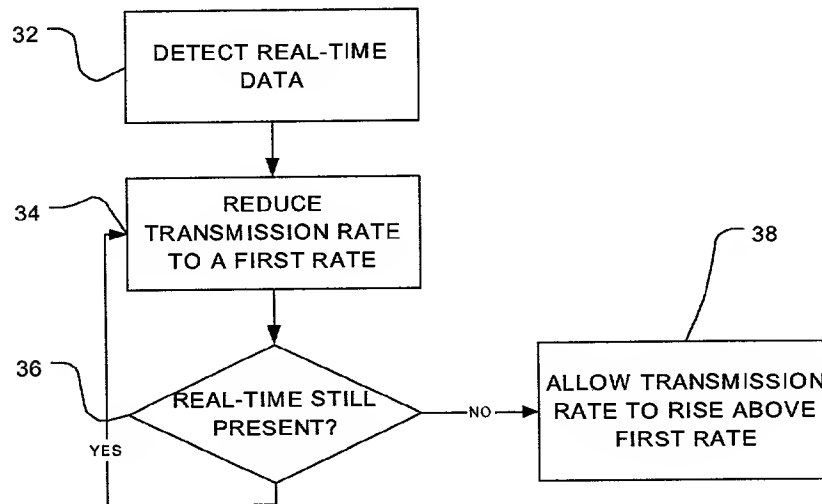 32
DETECT REAL-TIME
DATA
34
REDUCE
TRANSMISSION RATE
TO A FIRST RATE
38
36
REAL-TIME STILL
PRESENT?
NO
ALLOW TRANSMISSION
RATE TO RISE ABOVE
FIRST RATE
YES